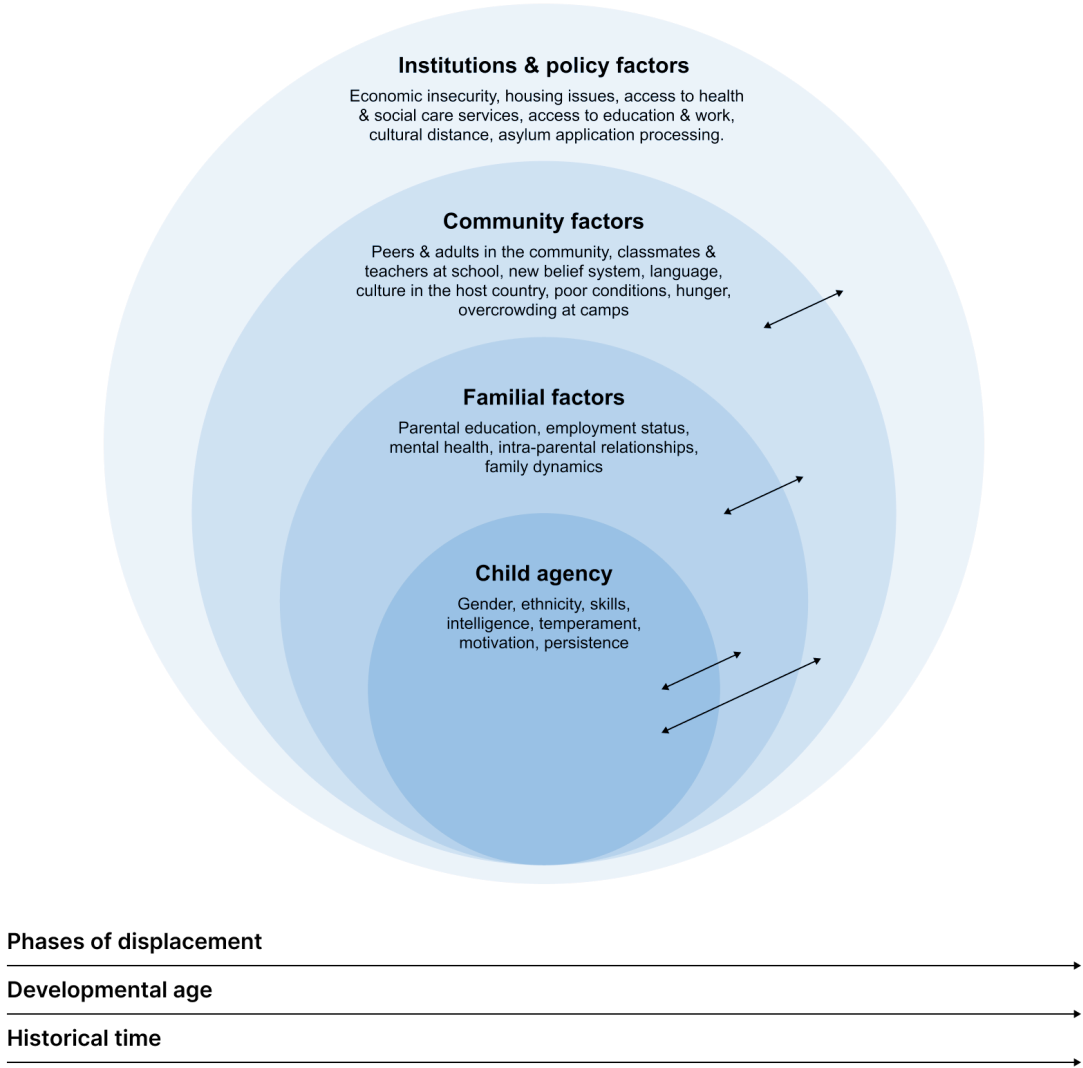 Institutions & policy factors
Economic insecurity, housing issues, access to health
& social care services, access to education & work,
cultural distance, asylum application processing.
Community factors
Peers & adults in the community, classmates &
teachers at school, new belief system, language,
culture in the host country, poor conditions, hunger,
overcrowding at camps
Familial factors
Parental education, employment status,
mental health, intra-parental relationships,
family dynamics
Child agency
Gender, ethnicity, skills,
intelligence, temperament,
motivation, persistence
Phases of displacement
Developmental age
Historical time